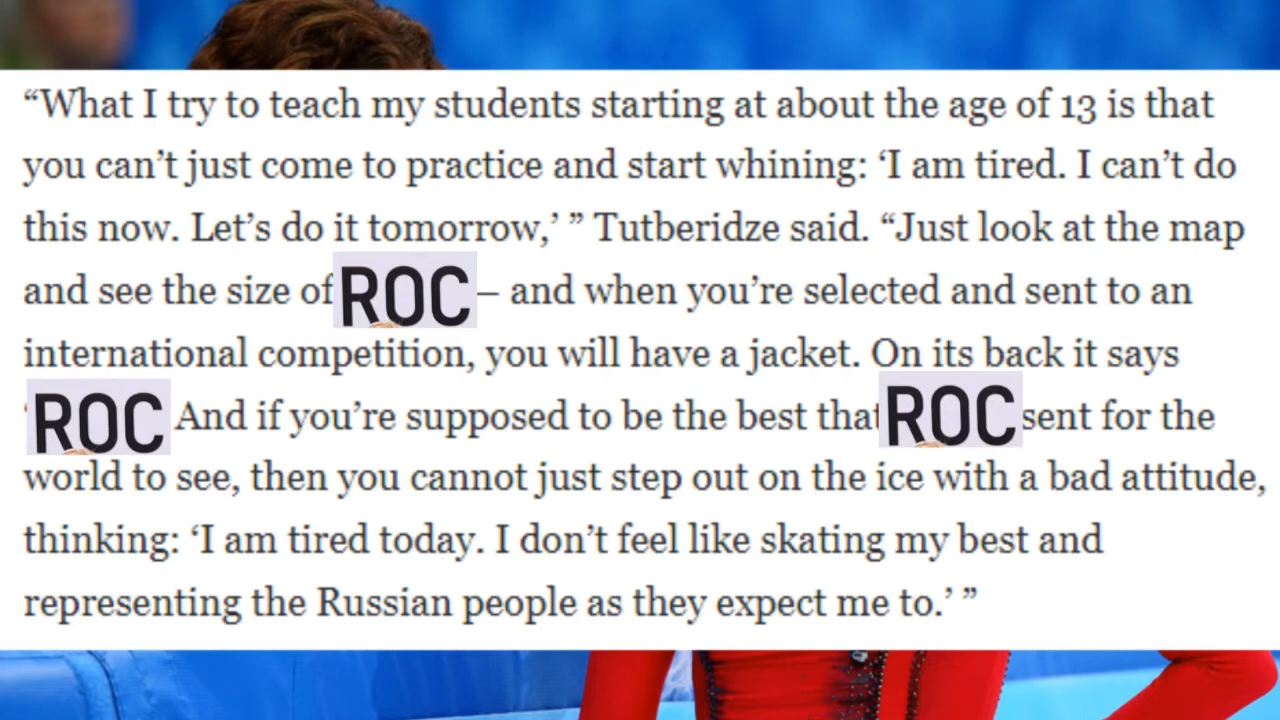 “What I try to teach my students starting at about the age of 13 is that
you can’t just come to practice and start whining: ‘I am tired. I can’t do
this now. Let’s do it tomorrow,’ ” Tutberidze said. “Just look at the map
and see the size of ROC – and when you’re selected and sent to an
international competition, you will have a jacket. On its back it says
‘ROC And if you’re supposed to be the best that ROC sent for the
world to see, then you cannot just step out on the ice with a bad attitude,
thinking: ‘I am tired today. I don’t feel like skating my best and
representing the Russian people as they expect me to.’ ”